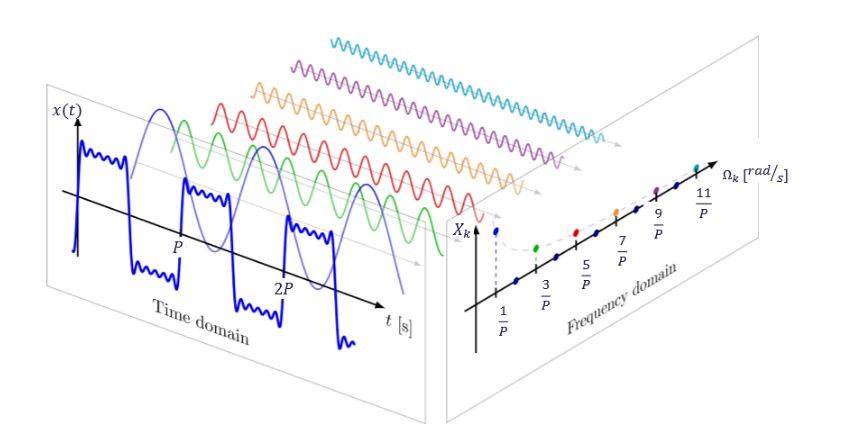 x(t)
P
2P
t [s]
Time domain
X_k
Ω_k [rad/s]
1/P
3/P
5/P
7/P
9/P
11/P
Frequency domain